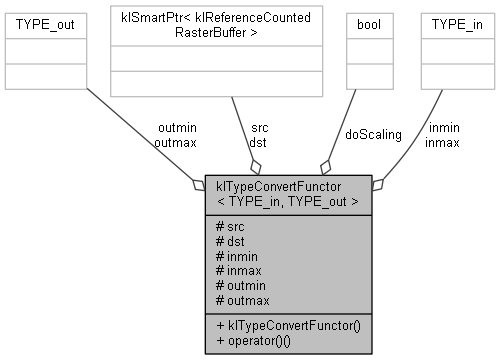 TYPE_out
klSmartPtr< klReferenceCounted
RasterBuffer >
bool
TYPE_in
outmin
outmax
src
dst
doScaling
inmin
inmax
klTypeConvertFunctor
< TYPE_in, TYPE_out >
# src
# dst
# inmin
# inmax
# outmin
# outmax
+ klTypeConvertFunctor()
+ operator()()